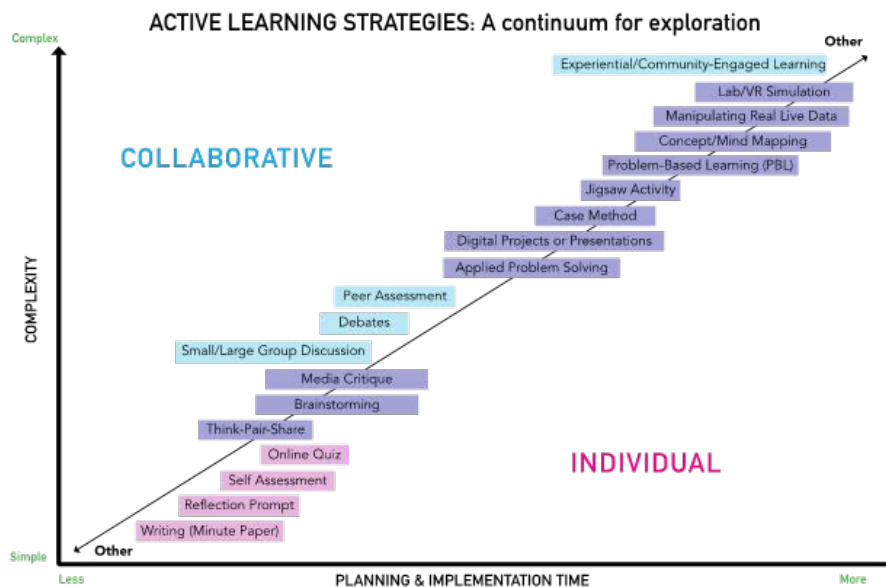 ACTIVE LEARNING STRATEGIES: A continuum for exploration
Complex
Other
Experiential/Community-Engaged Learning
Lab/VR Simulation
Manipulating Real Live Data
Concept/Mind Mapping
COLLABORATIVE
Problem-Based Learning (PBL)
Jigsaw Activity
Case Method
Digital Projects or Presentations
Applied Problem Solving
Peer Assessment
COMPLEXITY
Debates
Small/Large Group Discussion
Media Critique
Brainstorming
Think-Pair-Share
Online Quiz
INDIVIDUAL
Self Assessment
Reflection Prompt
Writing (Minute Paper)
Other
Simple
Less
PLANNING & IMPLEMENTATION TIME
More